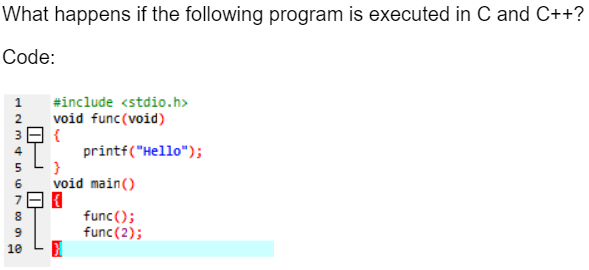 What happens if the following program is executed in C and C++?
Code:
1 #include <stdio.h>
2 void func(void)
3 {
4 printf("Hello");
5 }
6 void main()
7 {
8 func();
9 func(2);
10 }